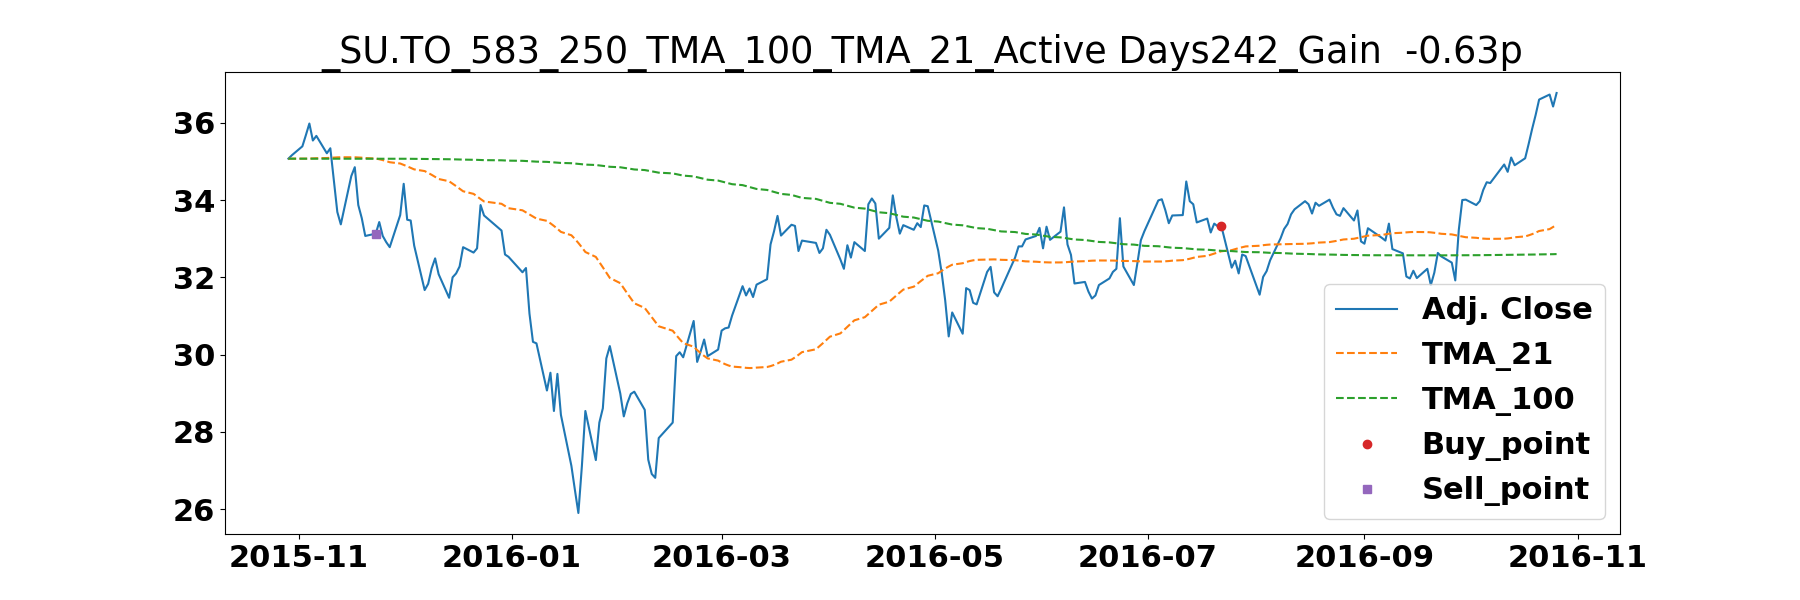 _SU.TO_583_250_TMA_100_TMA_21_Active Days242_Gain  -0.63p
36
34
32
30
28
26
2015-11 2016-01 2016-03 2016-05 2016-07 2016-09 2016-11
Adj. Close
TMA_21
TMA_100
Buy_point
Sell_point